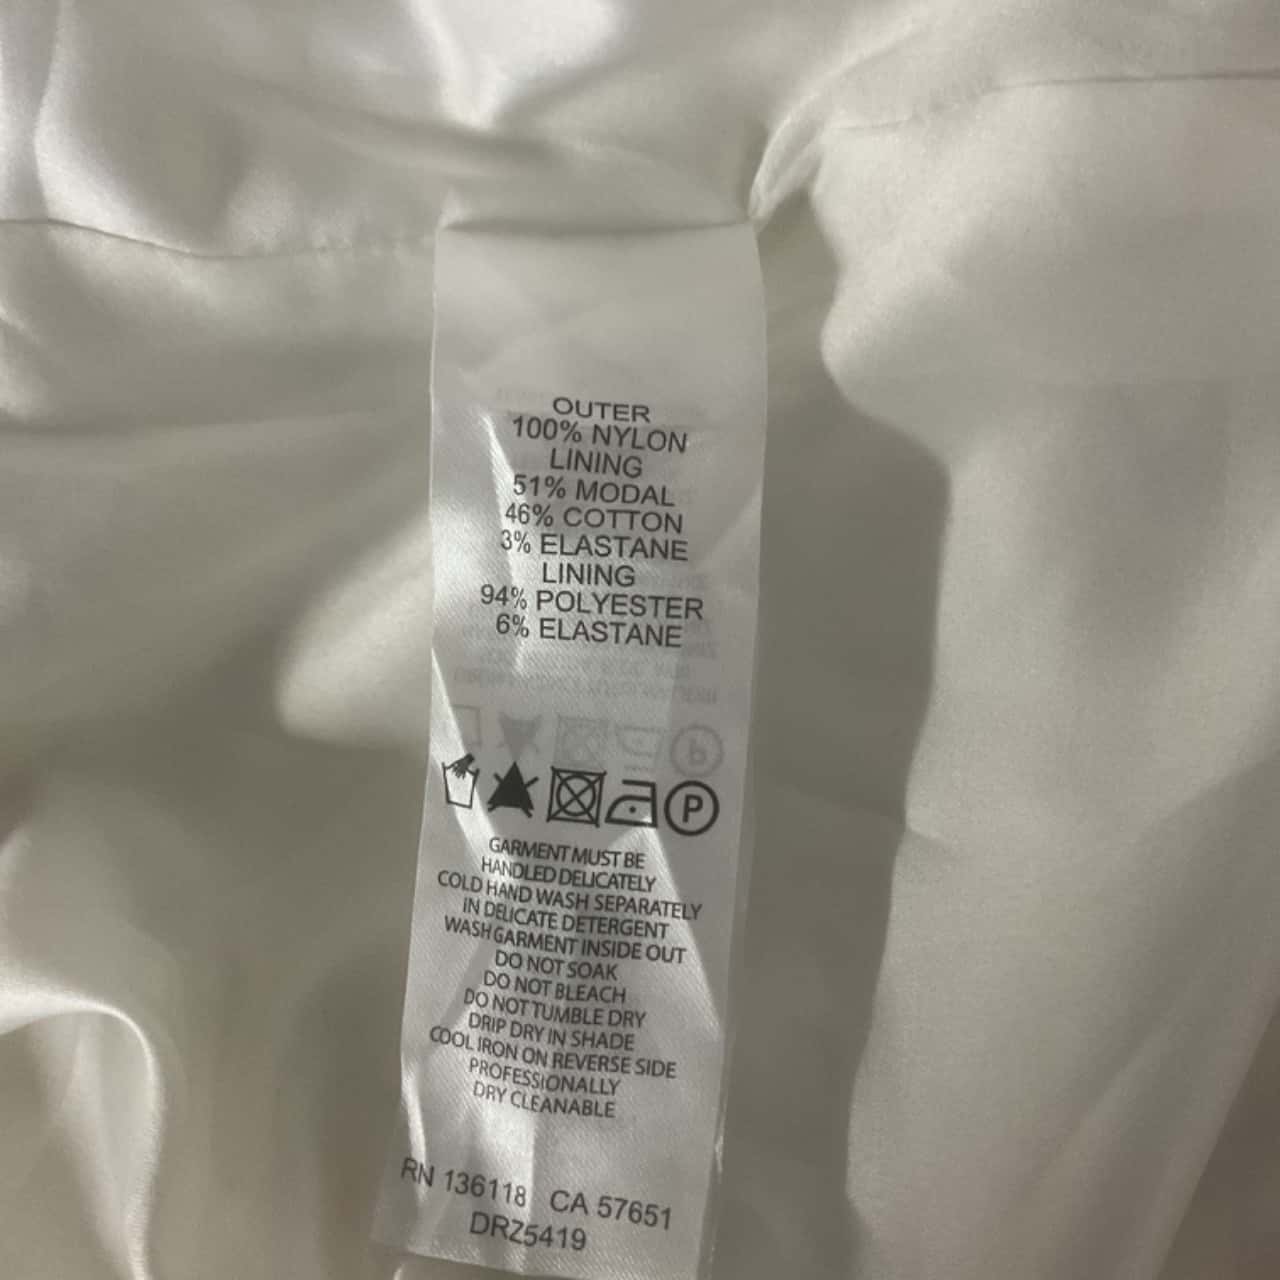 OUTER
100% NYLON
LINING
51% MODAL
46% COTTON
3% ELASTANE
LINING
94% POLYESTER
6% ELASTANE
P
GARMENT MUST BE
HANDLED DELICATELY
COLD HAND WASH SEPARATELY
IN DELICATE DETERGENT
WASH GARMENT INSIDE OUT
DO NOT SOAK
DO NOT BLEACH
DO NOT TUMBLE DRY
DRIP DRY IN SHADE
COOL IRON ON REVERSE SIDE
PROFESSIONALLY
DRY CLEANABLE
RN 136118 CA 57651
DRZ5419